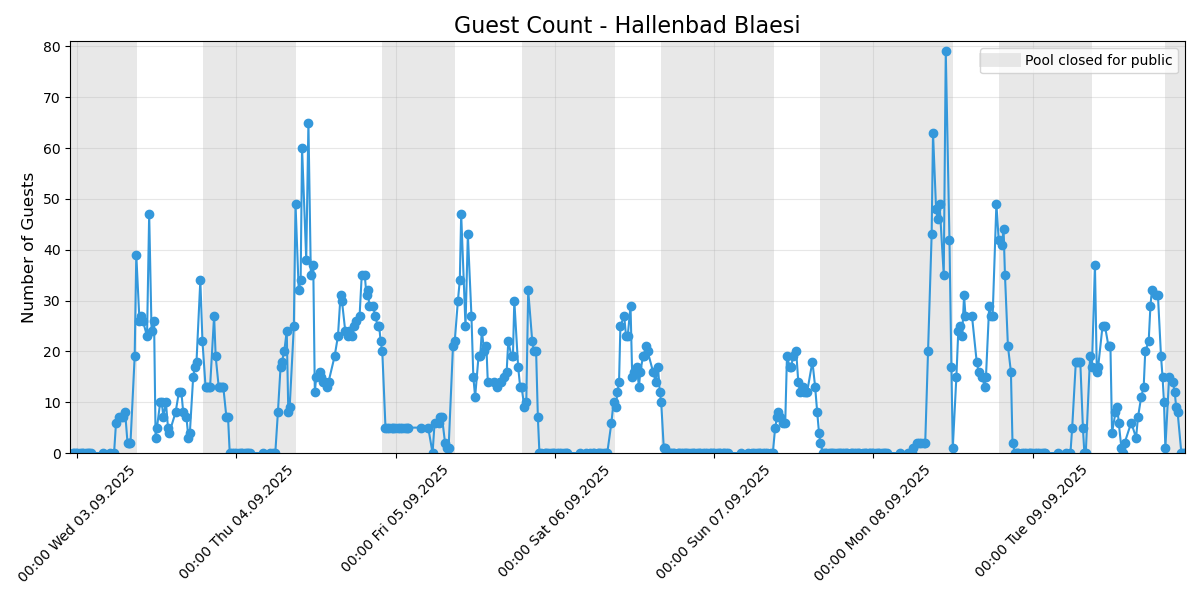 Guest Count - Hallenbad Blaesi
Pool closed for public
Number of Guests
80
70
60
50
40
30
20
10
0
00:00 Wed 03.09.2025
00:00 Thu 04.09.2025
00:00 Fri 05.09.2025
00:00 Sat 06.09.2025
00:00 Sun 07.09.2025
00:00 Mon 08.09.2025
00:00 Tue 09.09.2025